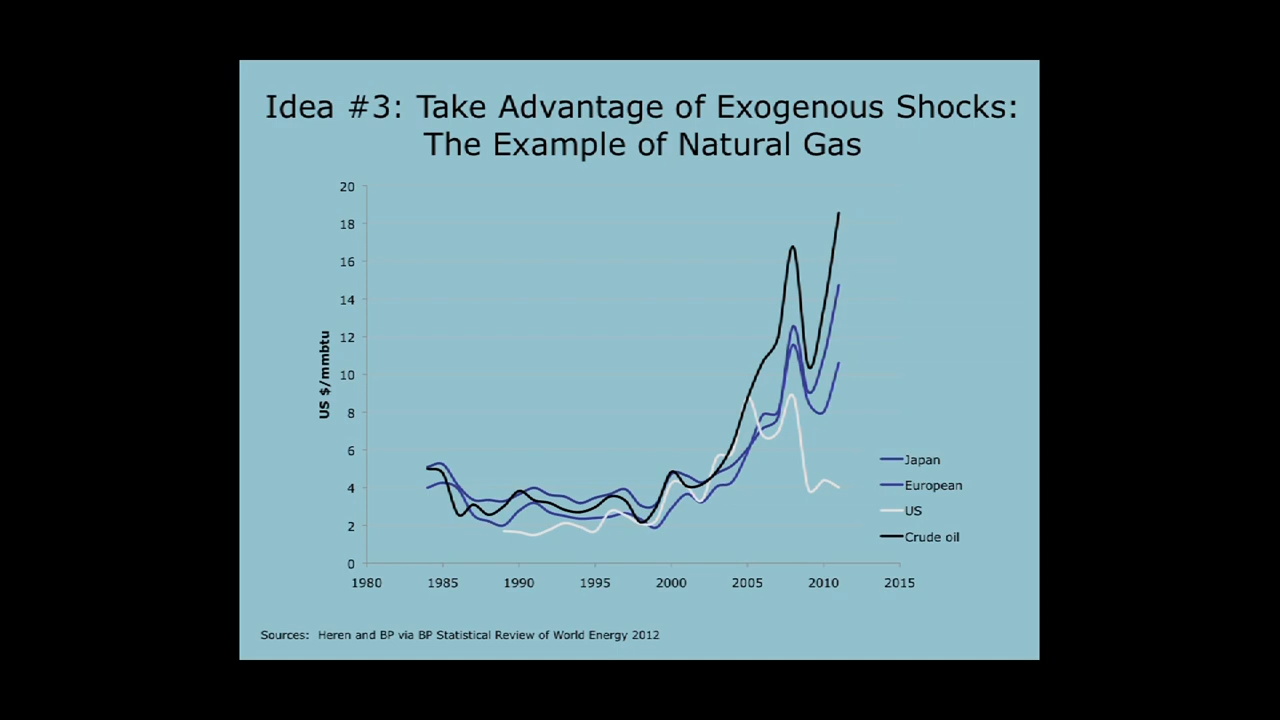 Idea #3: Take Advantage of Exogenous Shocks:
The Example of Natural Gas
20
18
16
14
12
10
8
6
4
2
0
US $/mmbtu
1980 1985 1990 1995 2000 2005 2010 2015
Japan
European
US
Crude oil
Sources: Heren and BP via BP Statistical Review of World Energy 2012